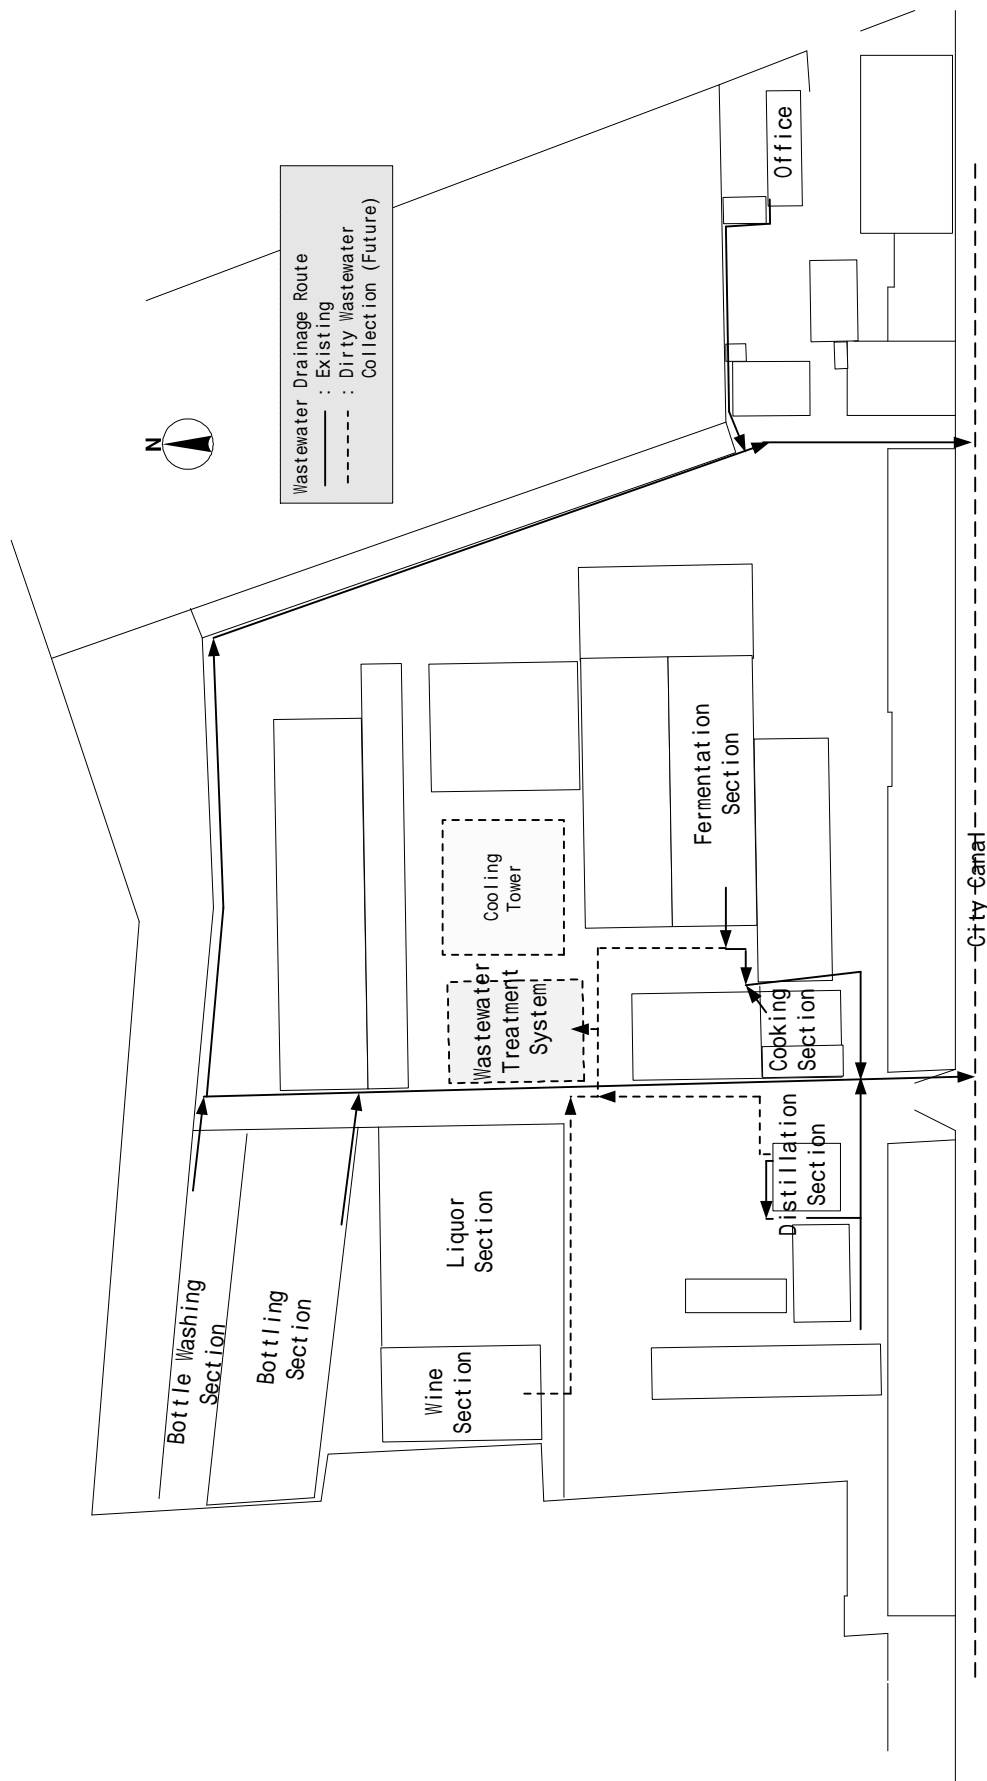 N
Wastewater Drainage Route
: Existing
: Dirty Wastewater
Collection (Future)
Office
Fermentation
Section
Cooling
Tower
Wastewater
Treatment
System
Cooking
Section
Distillation
Section
Liquor
Section
Wine
Section
Bottling
Section
Bottle Washing
Section
City Canal